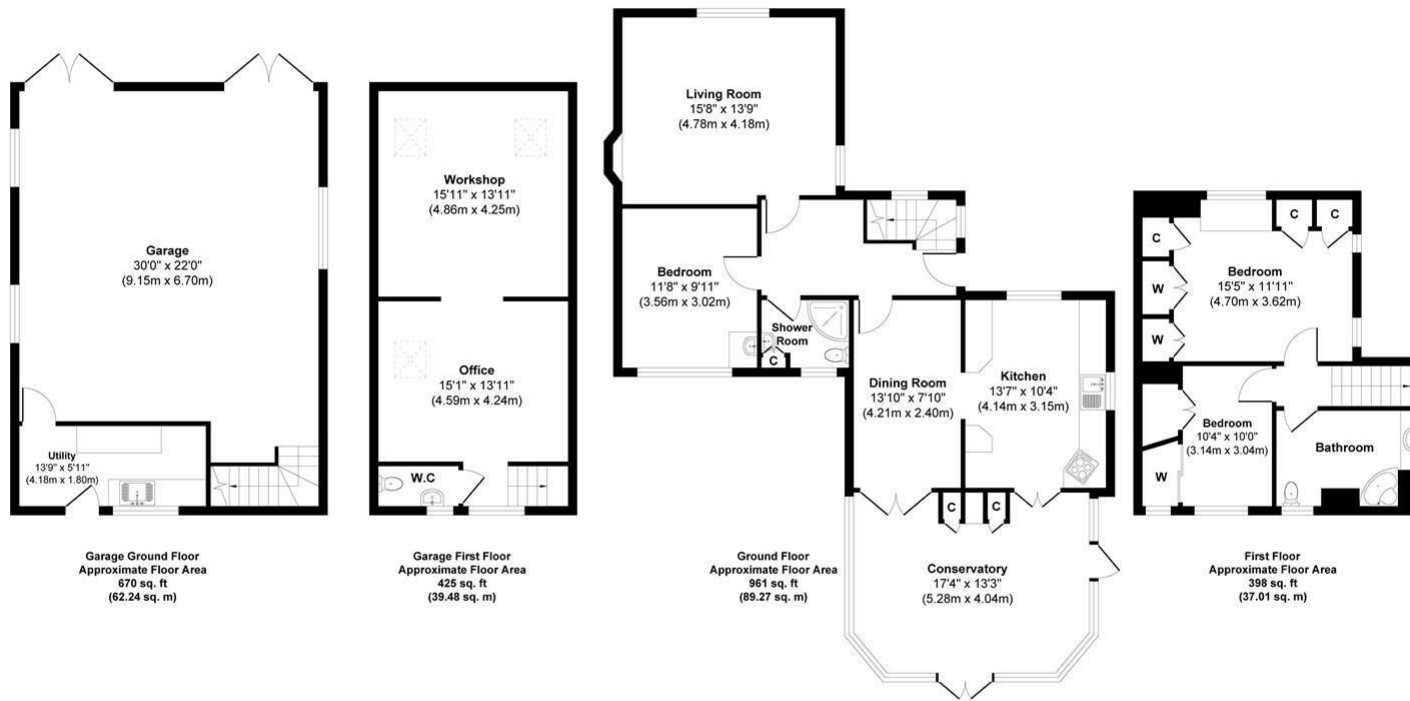 Garage
30'0" x 22'0"
(9.15m x 6.70m)
Utility
13'9" x 5'11"
(4.18m x 1.80m)
Garage Ground Floor
Approximate Floor Area
670 sq. ft
(62.24 sq. m)
Workshop
15'11" x 13'11"
(4.86m x 4.25m)
Office
15'1" x 13'11"
(4.59m x 4.24m)
W.C
Garage First Floor
Approximate Floor Area
425 sq. ft
(39.48 sq. m)
Living Room
15'8" x 13'9"
(4.78m x 4.18m)
Bedroom
11'8" x 9'11"
(3.56m x 3.02m)
Shower
Room
C
Dining Room
13'10" x 7'10"
(4.21m x 2.40m)
Kitchen
13'7" x 10'4"
(4.14m x 3.15m)
C
C
Conservatory
17'4" x 13'3"
(5.28m x 4.04m)
Ground Floor
Approximate Floor Area
961 sq. ft
(89.27 sq. m)
C
C
C
W
W
Bedroom
15'5" x 11'11"
(4.70m x 3.62m)
Bedroom
10'4" x 10'0"
(3.14m x 3.04m)
W
Bathroom
First Floor
Approximate Floor Area
398 sq. ft
(37.01 sq. m)